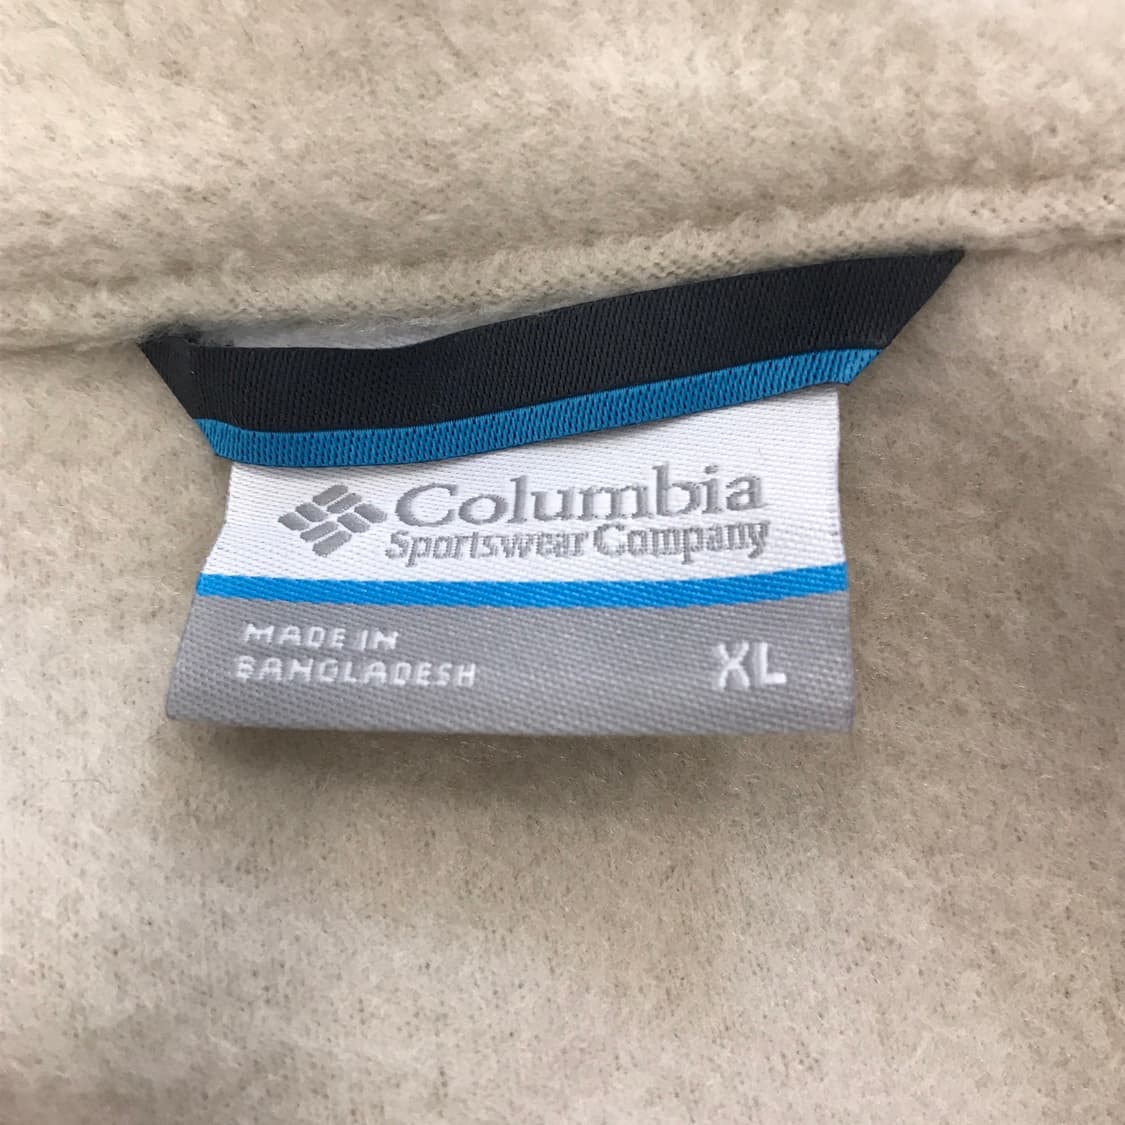 Columbia
Sportswear Company
MADE IN
BANGLADESH
XL